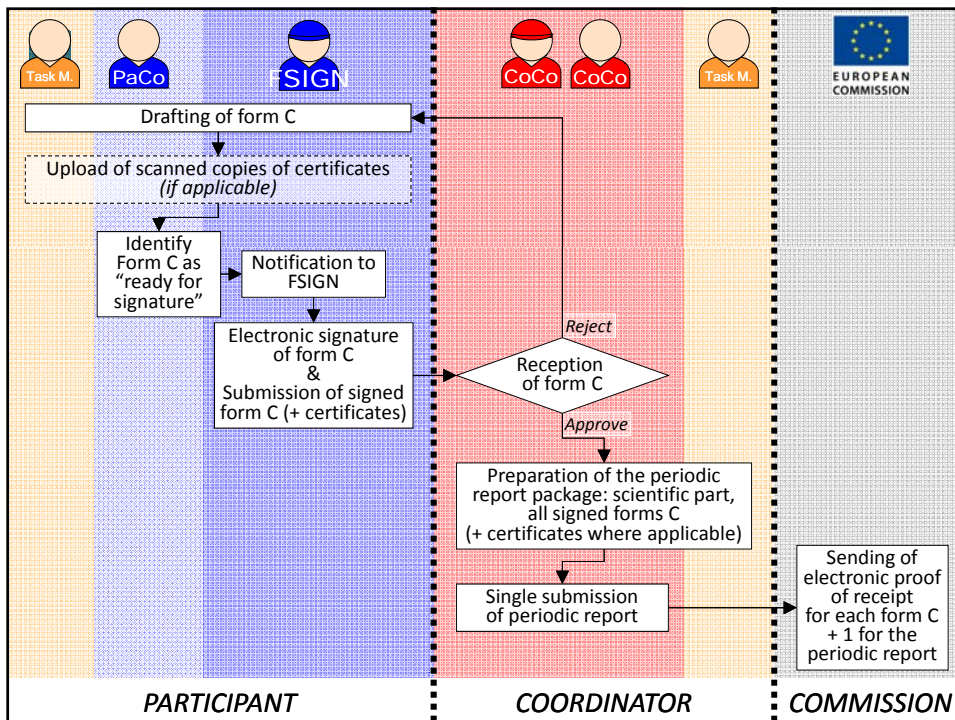 Task M.
PaCo
FSIGN
CoCo
CoCo
Task M.
EUROPEAN
COMMISSION
Drafting of form C
Upload of scanned copies of certificates
(if applicable)
Identify
Form C as
“ready for
signature”
Notification to
FSIGN
Electronic signature
of form C
&
Submission of signed
form C (+ certificates)
Reject
Reception
of form C
Approve
Preparation of the periodic
report package: scientific part,
all signed forms C
(+ certificates where applicable)
Single submission
of periodic report
Sending of
electronic proof
of receipt
for each form C
+ 1 for the
periodic report
PARTICIPANT
COORDINATOR
COMMISSION